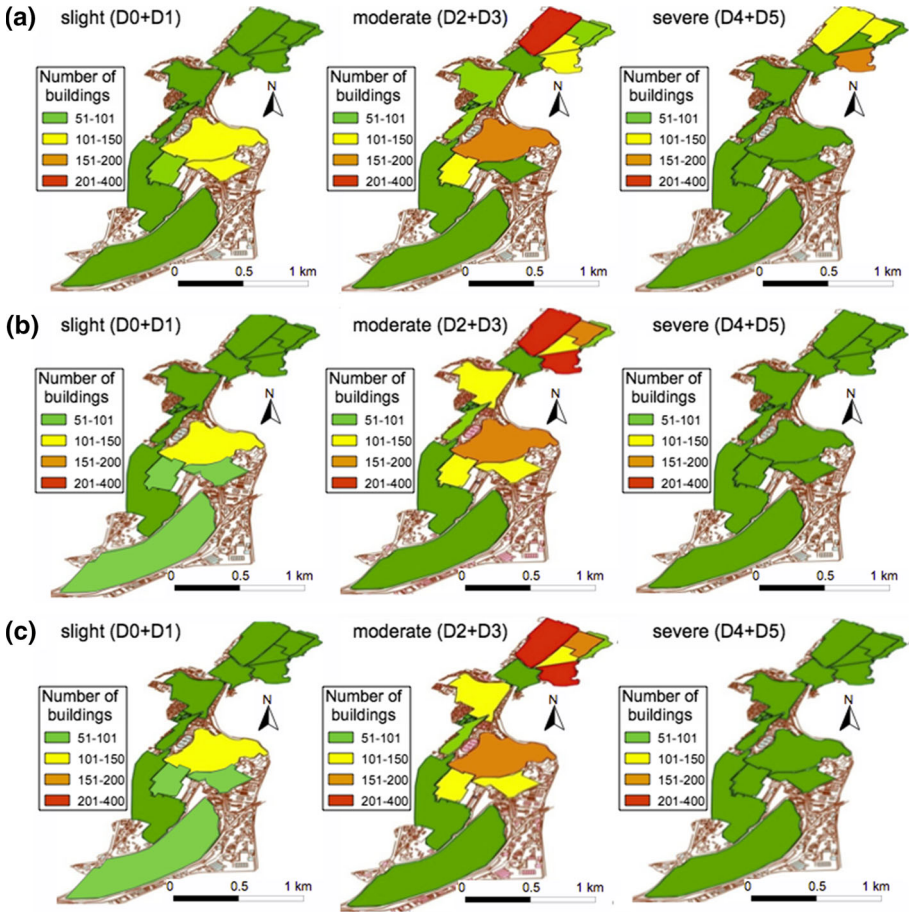 (a) slight (D0+D1) moderate (D2+D3) severe (D4+D5)
Number of buildings
51-101
101-150
151-200
201-400
N
0 0.5 1 km
Number of buildings
51-101
101-150
151-200
201-400
N
0 0.5 1 km
Number of buildings
51-101
101-150
151-200
201-400
N
0 0.5 1 km
(b) slight (D0+D1) moderate (D2+D3) severe (D4+D5)
Number of buildings
51-101
101-150
151-200
201-400
N
0 0.5 1 km
Number of buildings
51-101
101-150
151-200
201-400
N
0 0.5 1 km
Number of buildings
51-101
101-150
151-200
201-400
N
0 0.5 1 km
(c) slight (D0+D1) moderate (D2+D3) severe (D4+D5)
Number of buildings
51-101
101-150
151-200
201-400
N
0 0.5 1 km
Number of buildings
51-101
101-150
151-200
201-400
N
0 0.5 1 km
Number of buildings
51-101
101-150
151-200
201-400
N
0 0.5 1 km